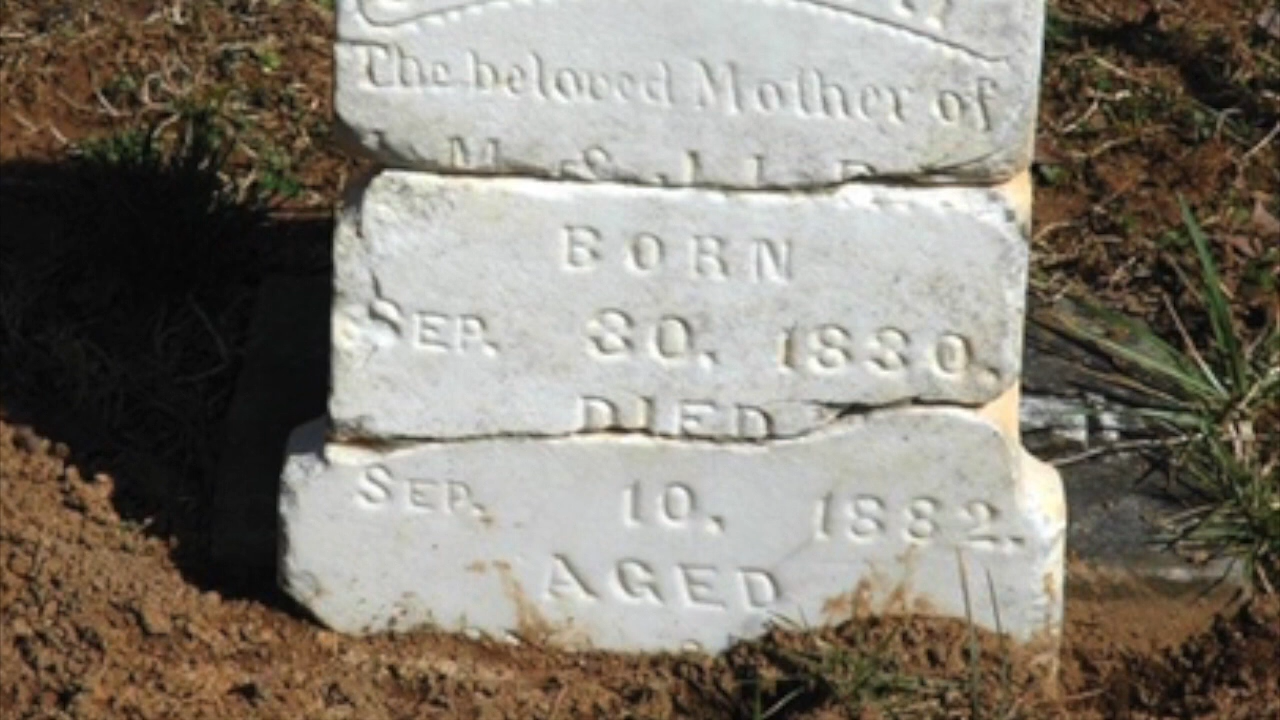 The beloved Mother of
M. & J. L.
BORN
SEP. 30, 1830.
DIED
SEP. 10, 1882.
AGED